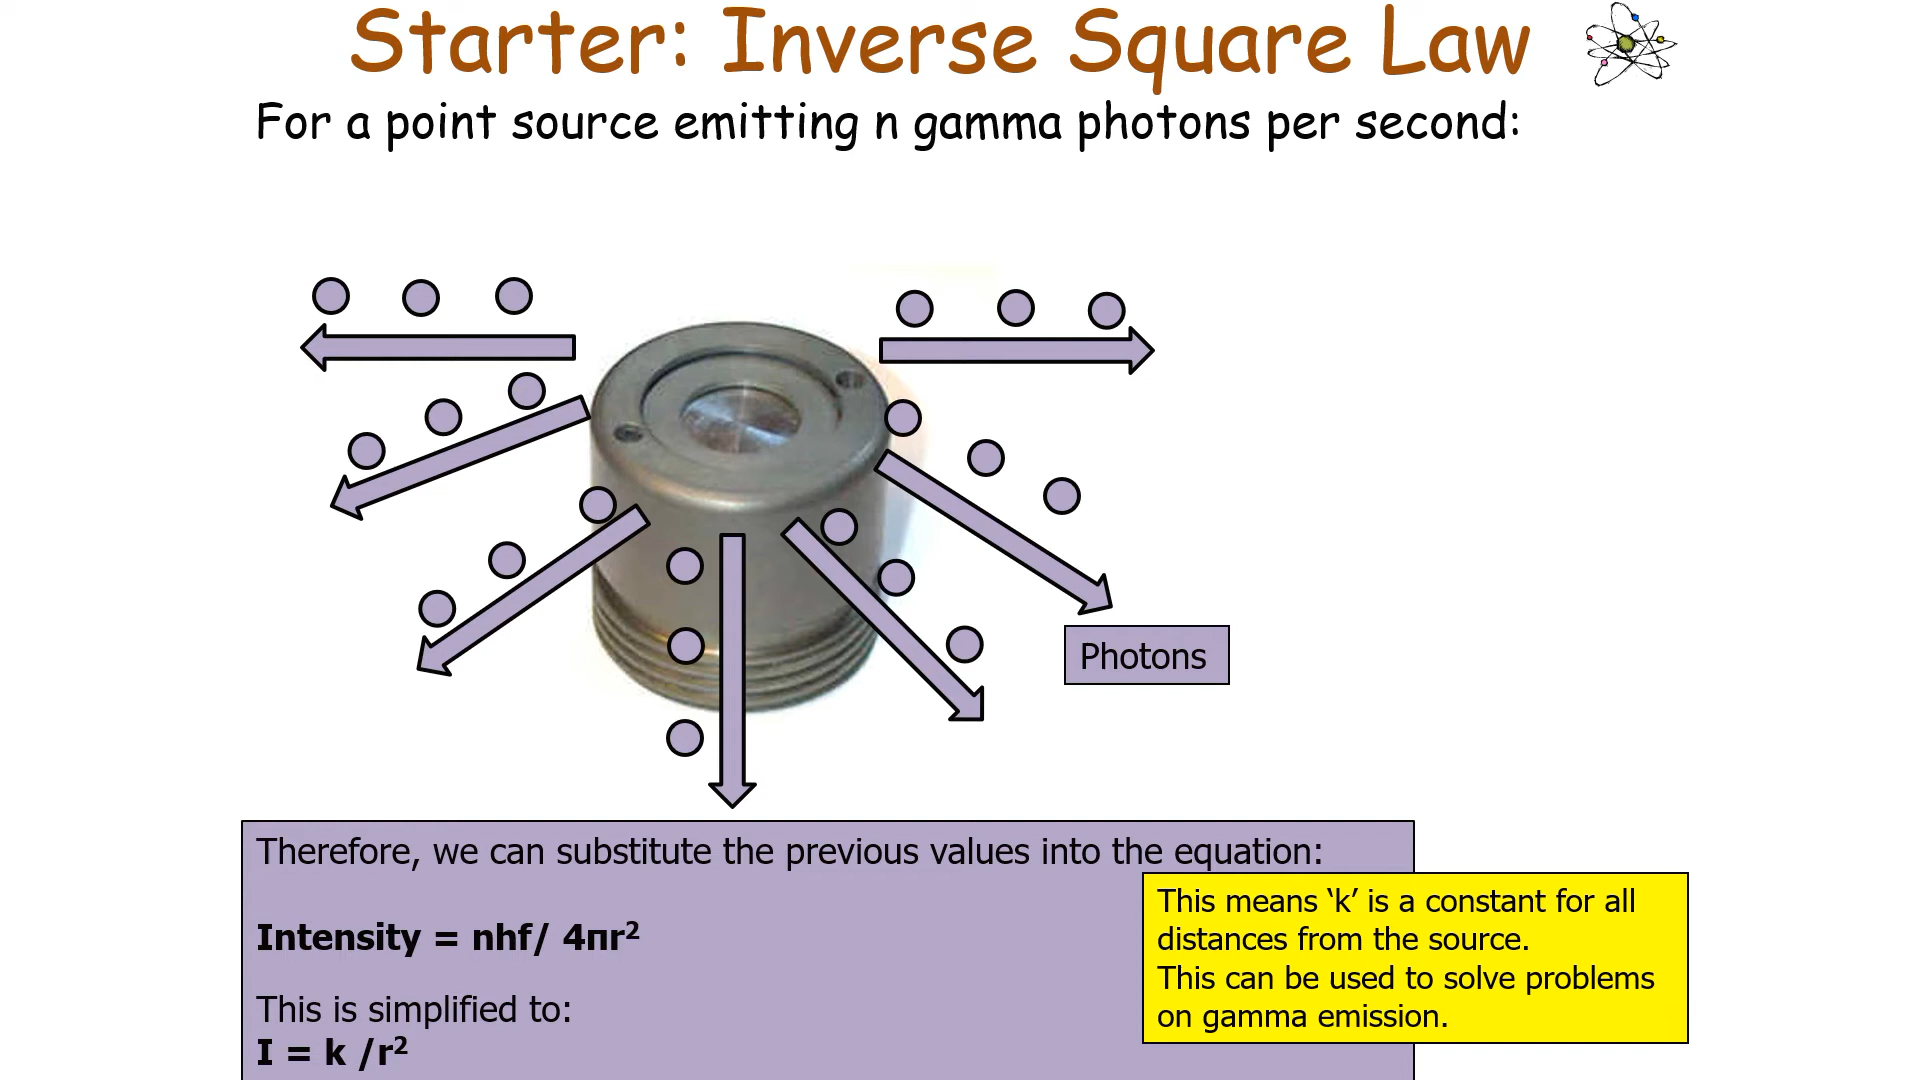 Starter: Inverse Square Law
For a point source emitting n gamma photons per second:
Photons
Therefore, we can substitute the previous values into the equation:
Intensity = nhf/ 4πr²
This is simplified to:
I = k /r²
This means ‘k’ is a constant for all
distances from the source.
This can be used to solve problems
on gamma emission.